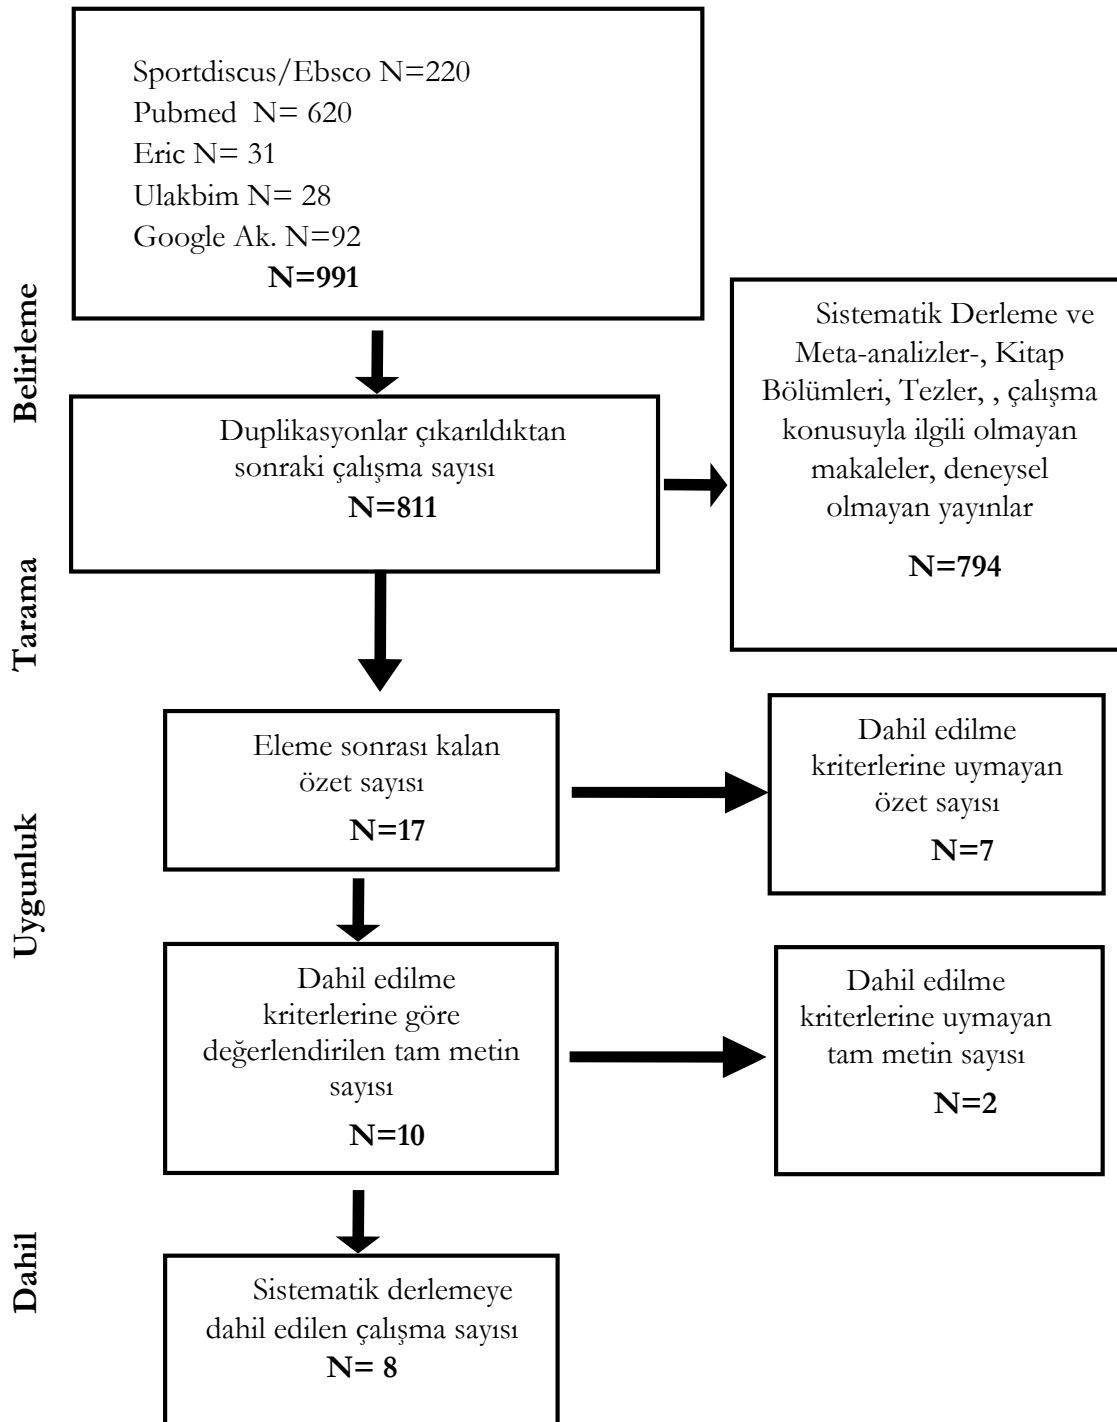 Sportdiscus/Ebsco N=220
Pubmed  N= 620
Eric N= 31
Ulakbim N= 28
Google Ak. N=92
N=991
Belirleme
Sistematik Derleme ve
Meta-analizler-, Kitap
Bölümleri, Tezler, , çalışma
konusuyla ilgili olmayan
makaleler, deneysel
olmayan yayınlar
N=794
Duplikasyonlar çıkarıldıktan
sonraki çalışma sayısı
N=811
Tarama
Eleme sonrası kalan
özet sayısı
N=17
Dahil edilme
kriterlerine uymayan
özet sayısı
N=7
Uygunluk
Dahil edilme
kriterlerine göre
değerlendirilen tam metin
sayısı
N=10
Dahil edilme
kriterlerine uymayan
tam metin sayısı
N=2
Dahil
Sistematik derlemeye
dahil edilen çalışma sayısı
N= 8